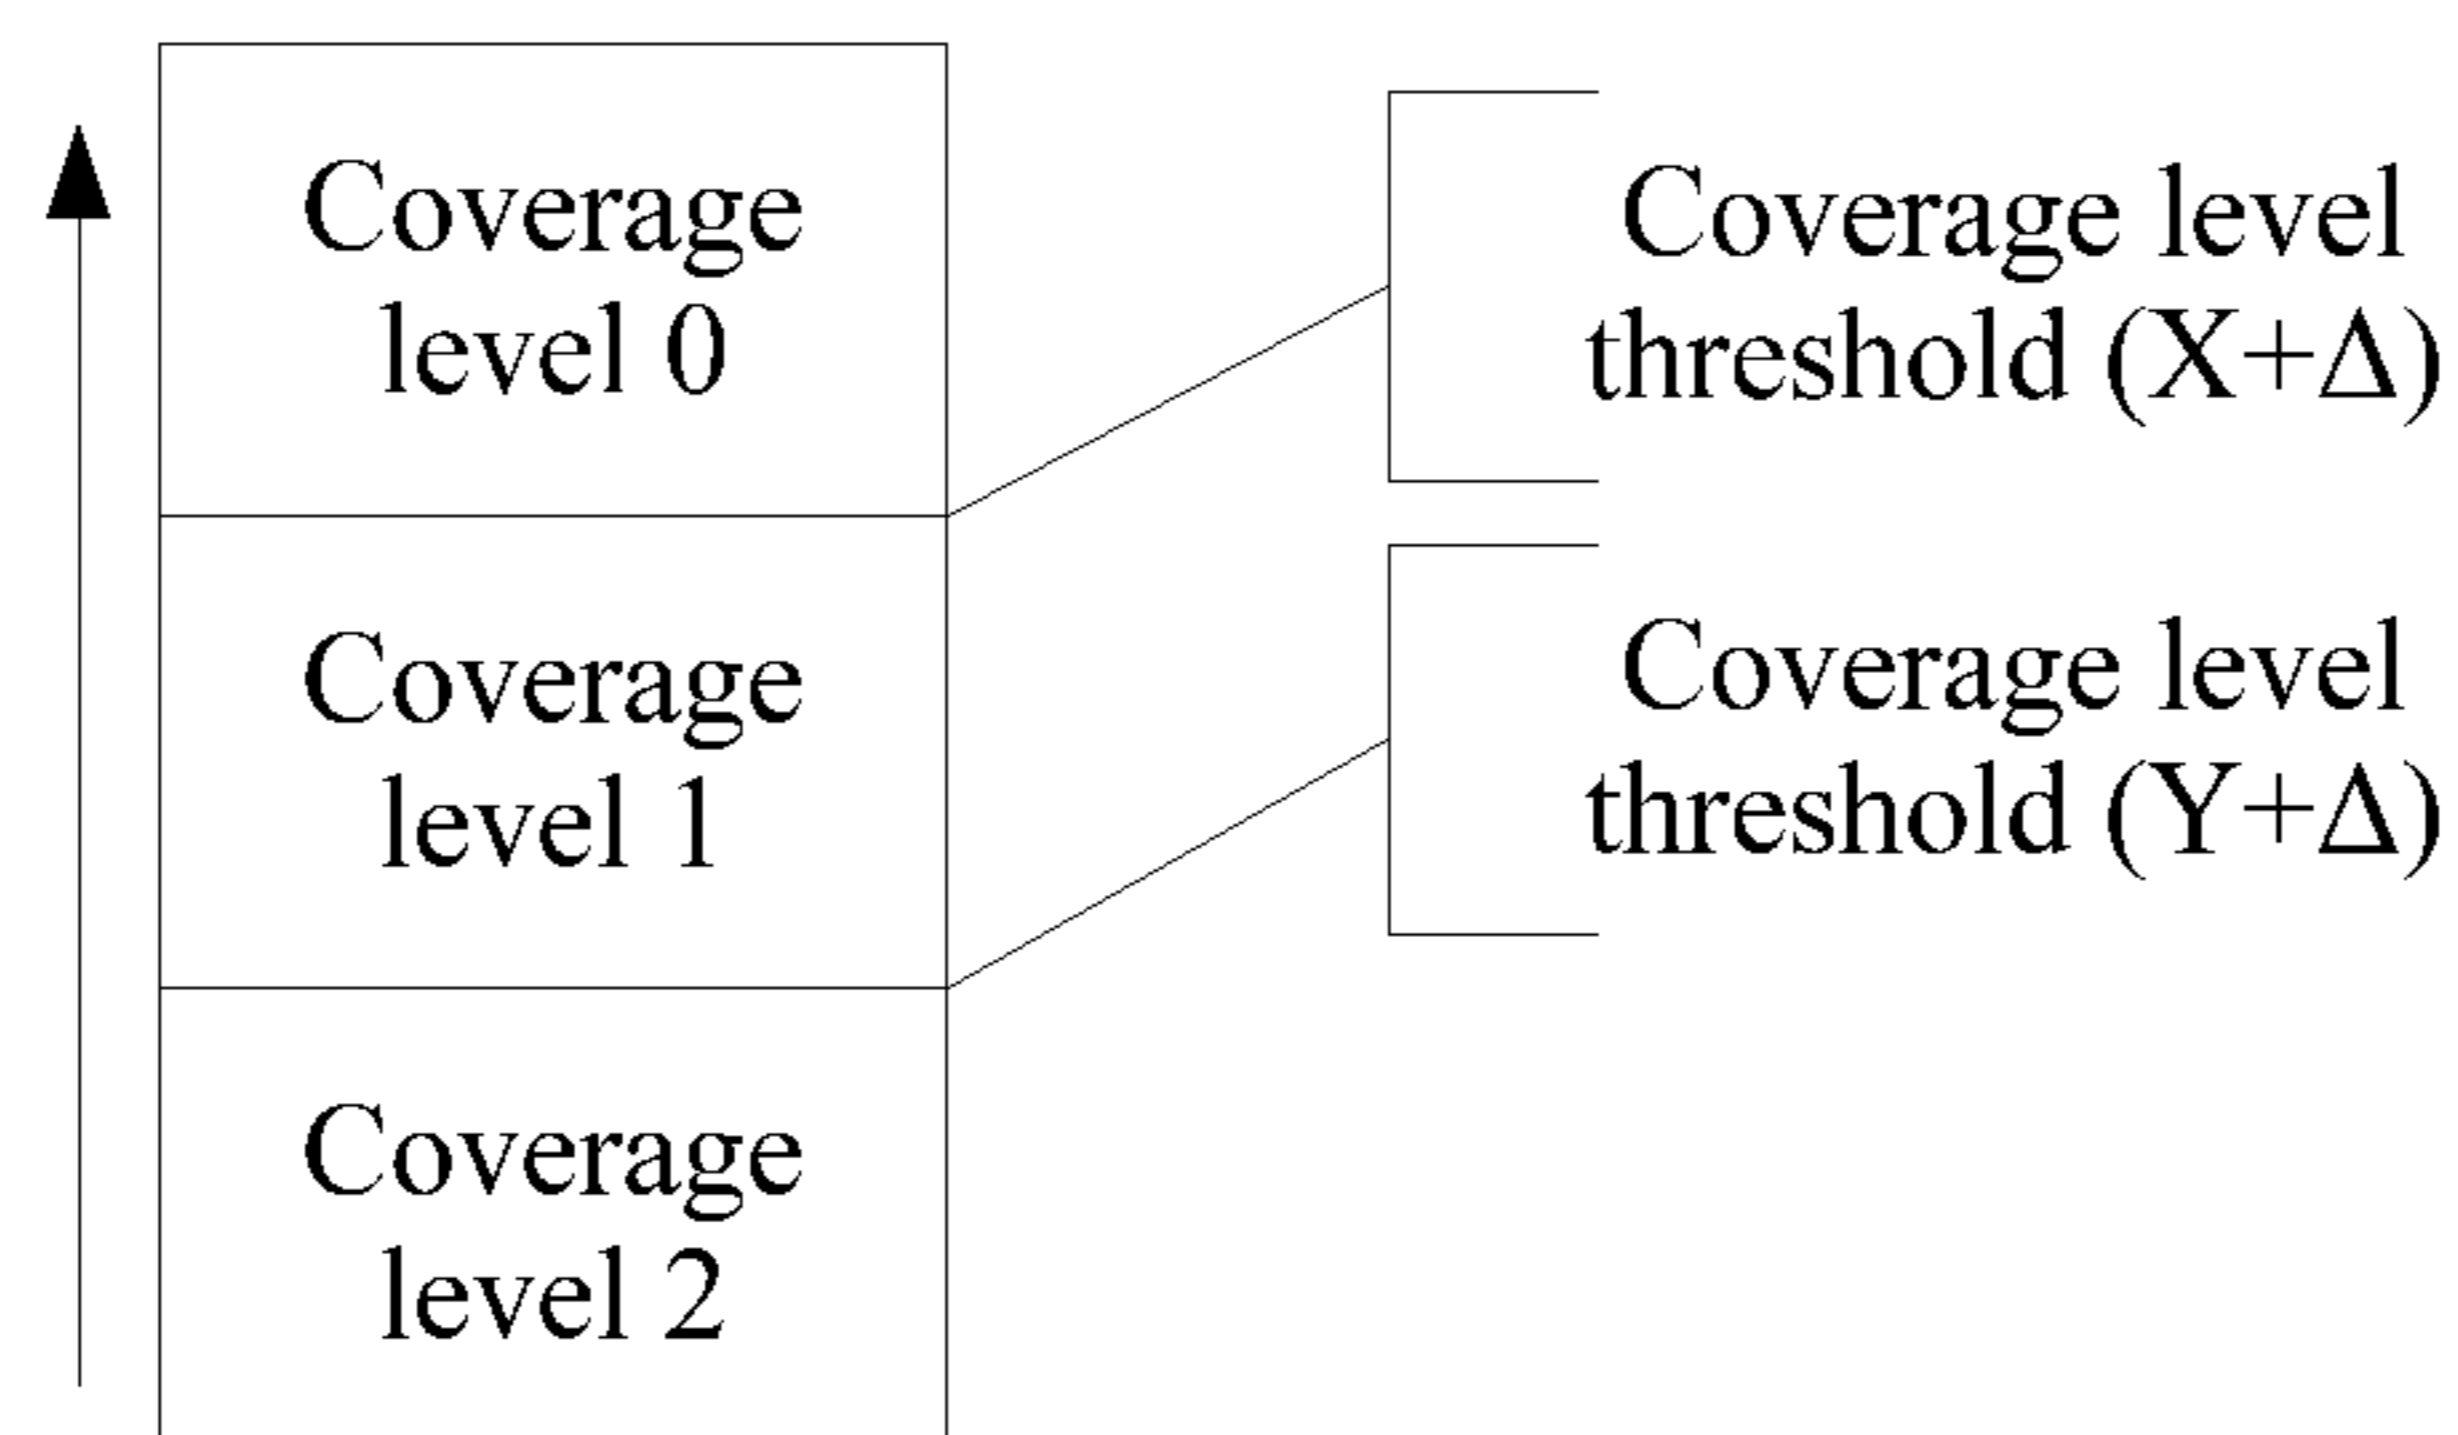 Coverage
level 0
Coverage level
threshold (X+Δ)
Coverage
level 1
Coverage level
threshold (Y+Δ)
Coverage
level 2